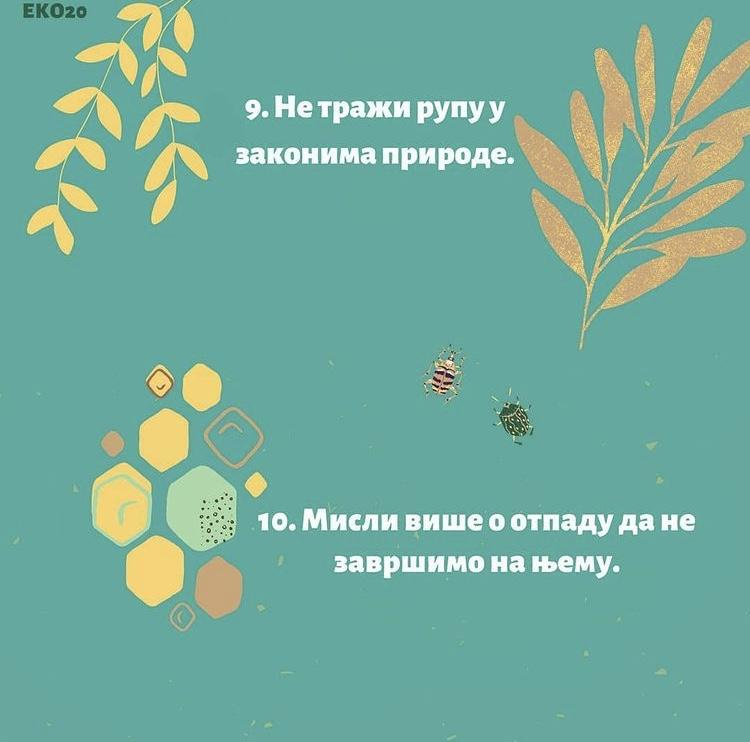 ЕКО20
9. Не тражи рупу у
законима природе.
10. Мисли више о отпаду да не
завршимо на њему.